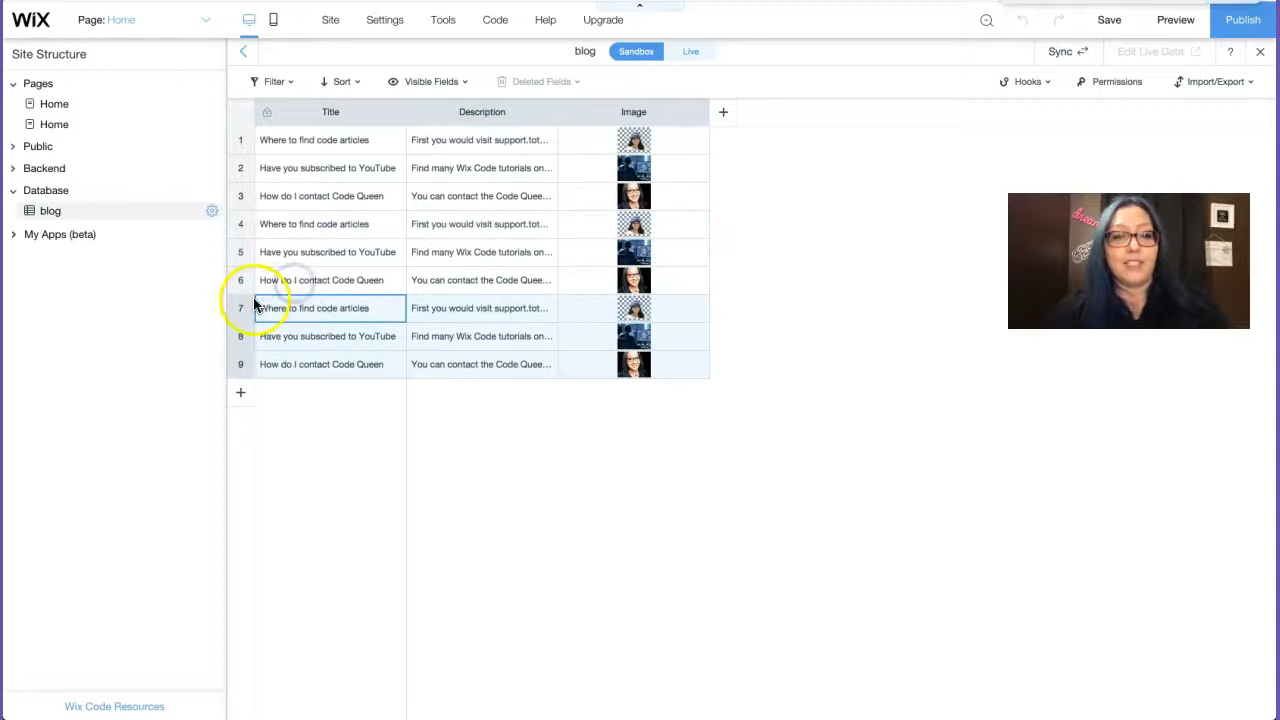 WiX Page: Home Site Settings Tools Code Help Upgrade Save Preview Publish
Site Structure
blog Sandbox Live Sync Edit Live Data ?
Filter Sort Visible Fields Deleted Fields Hooks Permissions Import/Export
Pages
Home
Home
Public
Backend
Database
blog
My Apps (beta)
Title Description Image
1 Where to find code articles First you would visit support.tot...
2 Have you subscribed to YouTube Find many Wix Code tutorials on...
3 How do I contact Code Queen You can contact the Code Quee...
4 Where to find code articles First you would visit support.tot...
5 Have you subscribed to YouTube Find many Wix Code tutorials on...
6 How do I contact Code Queen You can contact the Code Quee...
7 Where to find code articles First you would visit support.tot...
8 Have you subscribed to YouTube Find many Wix Code tutorials on...
9 How do I contact Code Queen You can contact the Code Quee...
dream
Wix Code Resources